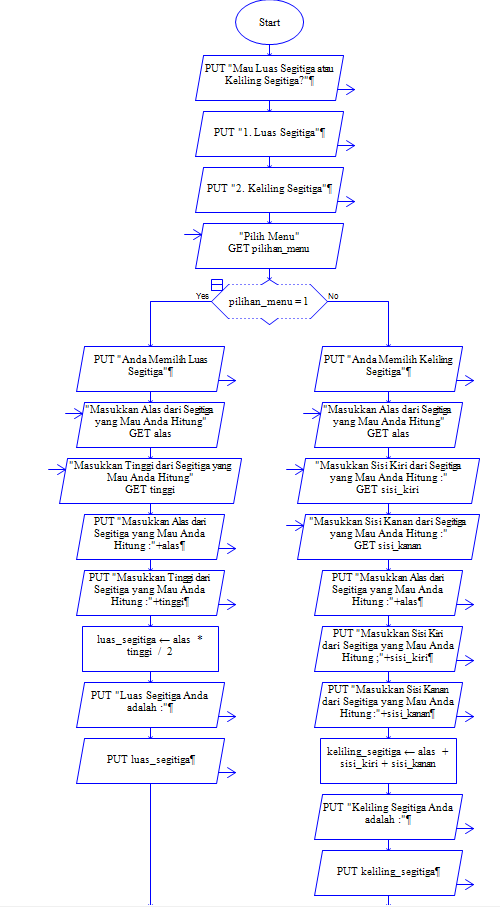 Start
PUT "Mau Luas Segitiga atau
Keliling Segitiga?"¶
PUT "1. Luas Segitiga"¶
PUT "2. Keliling Segitiga"¶
"Pilih Menu"
GET pilihan_menu
Yes
pilihan_menu = 1
No
PUT "Anda Memilih Luas
Segitiga"¶
"Masukkan Alas dari Segitiga
yang Mau Anda Hitung"
GET alas
"Masukkan Tinggi dari Segitiga yang
Mau Anda Hitung"
GET tinggi
PUT "Masukkan Alas dari
Segitiga yang Mau Anda
Hitung :"+alas¶
PUT "Masukkan Tinggi dari
Segitiga yang Mau Anda
Hitung :"+tinggi¶
luas_segitiga ← alas *
tinggi / 2
PUT "Luas Segitiga Anda
adalah :"¶
PUT luas_segitiga¶
PUT "Anda Memilih Keliling
Segitiga"¶
"Masukkan Alas dari Segitiga
yang Mau Anda Hitung :"
GET alas
"Masukkan Sisi Kiri dari Segitiga
yang Mau Anda Hitung :"
GET sisi_kiri
"Masukkan Sisi Kanan dari Segitiga
yang Mau Anda Hitung :"
GET sisi_kanan
PUT "Masukkan Alas dari
Segitiga yang Mau Anda
Hitung :"+alas¶
PUT "Masukkan Sisi Kiri
dari Segitiga yang Mau Anda
Hitung ;"+sisi_kiri¶
PUT "Masukkan Sisi Kanan
dari Segitiga yang Mau Anda
Hitung :"+sisi_kanan¶
keliling_segitiga ← alas +
sisi_kiri + sisi_kanan
PUT "Keliling Segitiga Anda
adalah :"¶
PUT keliling_segitiga¶